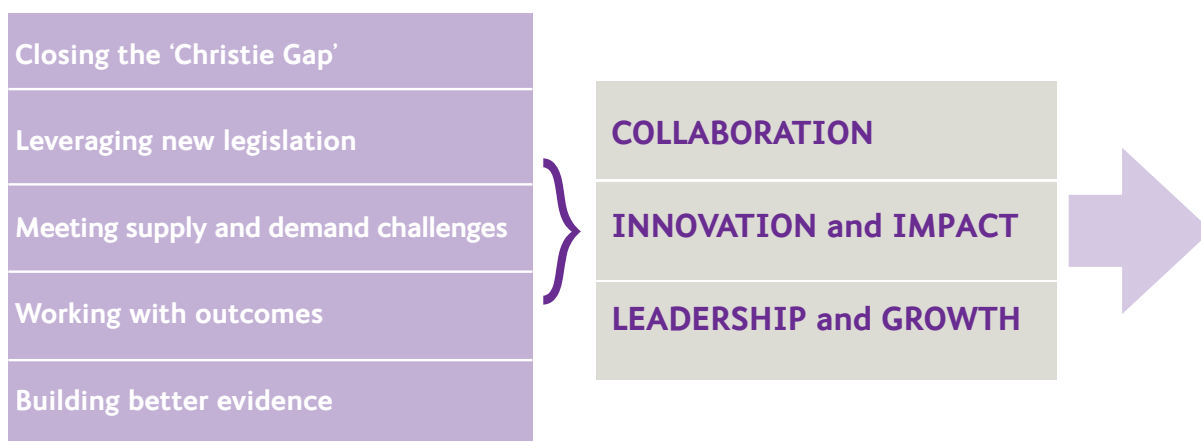 Closing the ‘Christie Gap’
Leveraging new legislation
Meeting supply and demand challenges
Working with outcomes
Building better evidence
COLLABORATION
INNOVATION and IMPACT
LEADERSHIP and GROWTH